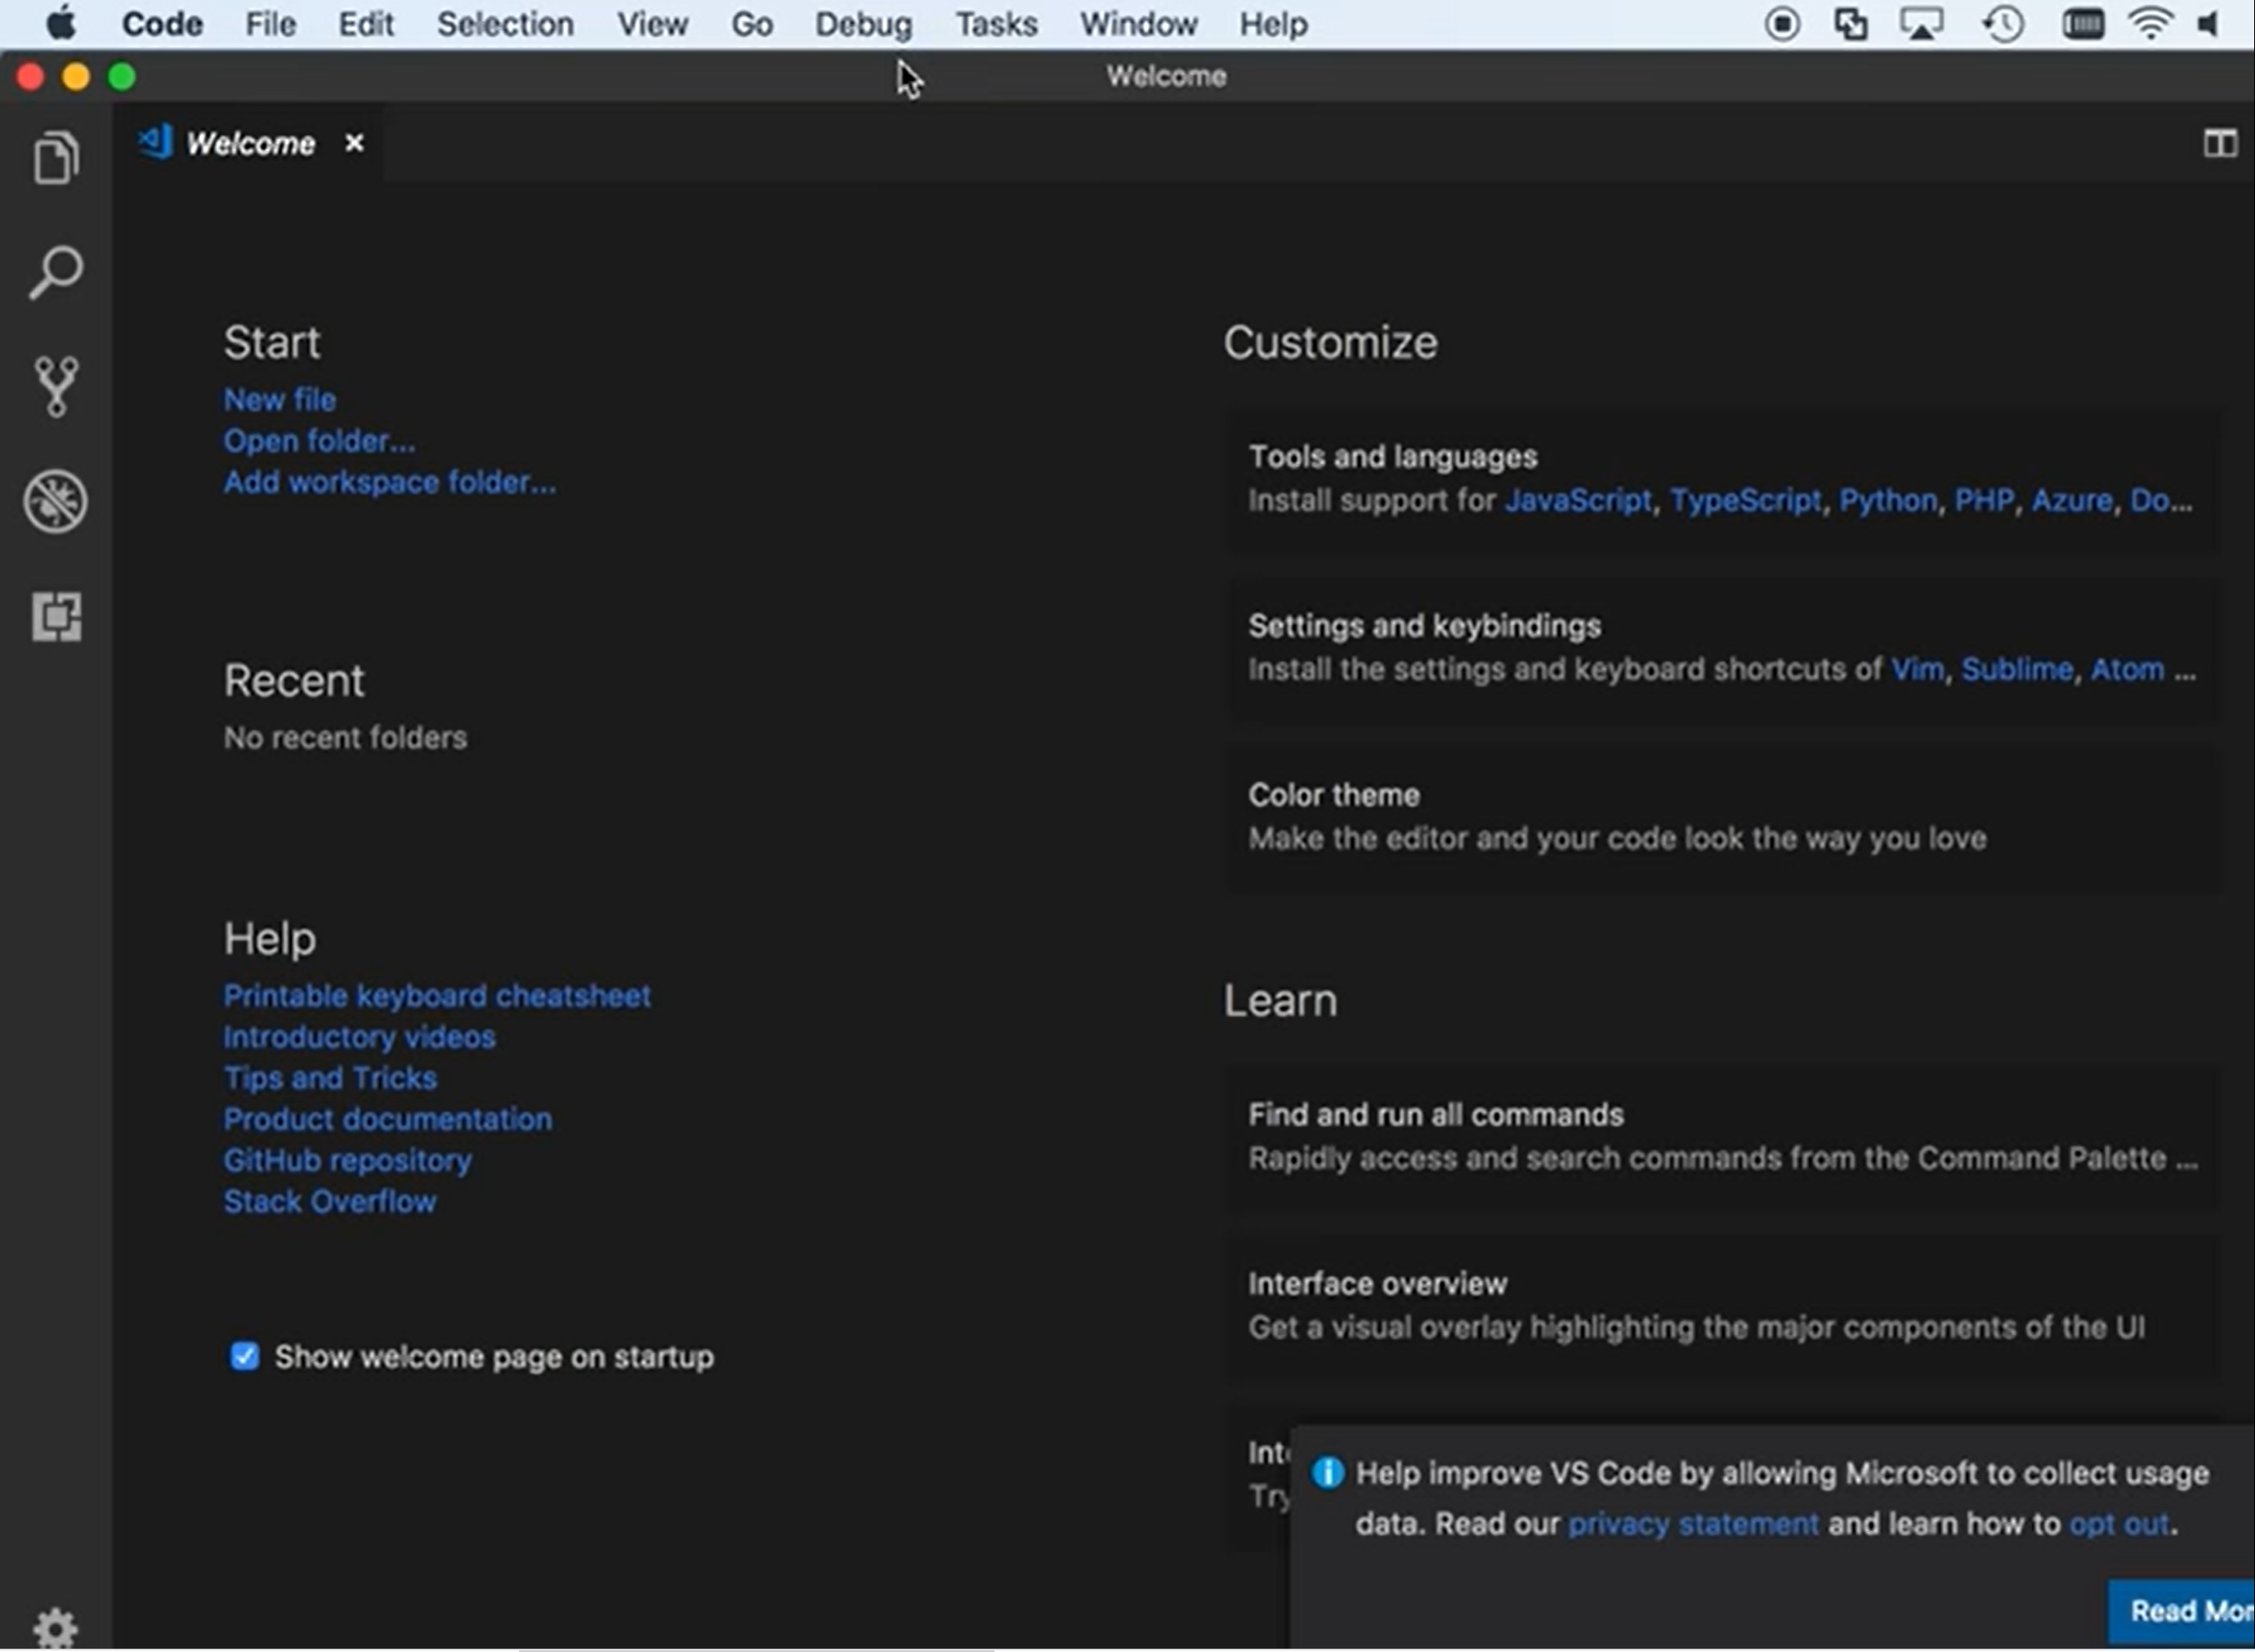 Code File Edit Selection View Go Debug Tasks Window Help
Welcome
Welcome
Start
New file
Open folder...
Add workspace folder...
Recent
No recent folders
Help
Printable keyboard cheatsheet
Introductory videos
Tips and Tricks
Product documentation
GitHub repository
Stack Overflow
Show welcome page on startup
Customize
Tools and languages
Install support for JavaScript, TypeScript, Python, PHP, Azure, Do...
Settings and keybindings
Install the settings and keyboard shortcuts of Vim, Sublime, Atom ...
Color theme
Make the editor and your code look the way you love
Learn
Find and run all commands
Rapidly access and search commands from the Command Palette ...
Interface overview
Get a visual overlay highlighting the major components of the UI
Try
Help improve VS Code by allowing Microsoft to collect usage
data. Read our privacy statement and learn how to opt out.
Read Mor